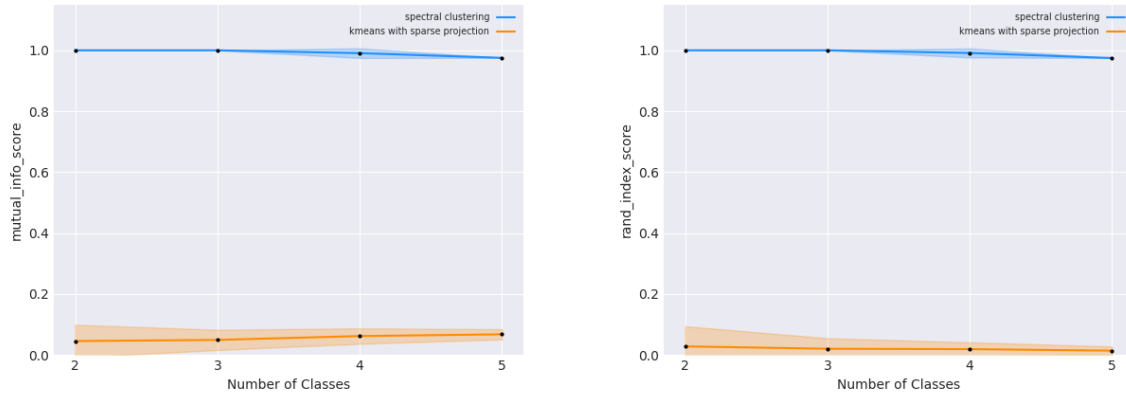 spectral clustering
kmeans with sparse projection
1.0
0.8
0.6
0.4
0.2
0.0
mutual_info_score
2
3
4
5
Number of Classes
spectral clustering
kmeans with sparse projection
1.0
0.8
0.6
0.4
0.2
0.0
rand_index_score
2
3
4
5
Number of Classes